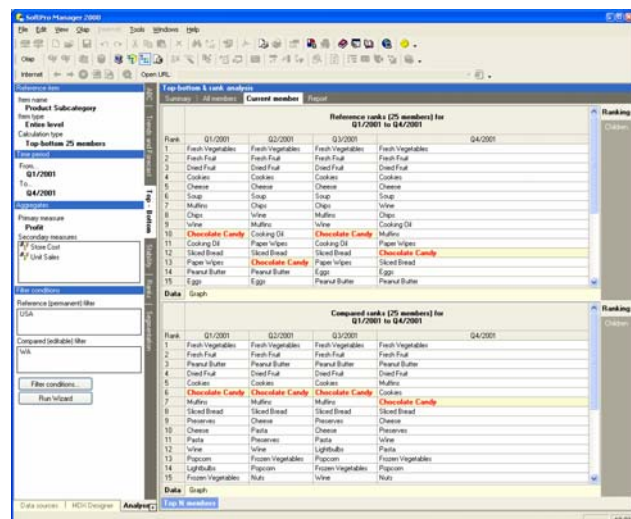 SoftPro Manager 2000
File Edit View Olap Internet Tools Windows Help
Olap
Internet Open URL:
Reference item
Item name
Product Subcategory
Item type
Entire level
Calculation type
Top-bottom 25 members
Time period
From...
Q1/2001
To...
Q4/2001
Aggregates
Primary measure
Profit
Secondary measures
Store Cost
Unit Sales
Filter conditions
Reference (permanent) filter
USA
Compared (editable) filter
WA
Filter conditions...
Run Wizard
Data sources HDX Designer Analyses
ABC
Trends and Forecast
Top - Bottom
Stability
Ranks
Segmentation
Top-bottom & rank analysis
Summary All members Current member Report
Reference ranks (25 members) for
Q1/2001 to Q4/2001
Rank Q1/2001 Q2/2001 Q3/2001 Q4/2001
1 Fresh Vegetables Fresh Vegetables Fresh Vegetables Fresh Vegetables
2 Fresh Fruit Fresh Fruit Fresh Fruit Fresh Fruit
3 Dried Fruit Dried Fruit Dried Fruit Dried Fruit
4 Cookies Cookies Cookies Cookies
5 Cheese Cheese Cheese Cheese
6 Soup Soup Soup Soup
7 Muffins Chips Chips Wine
8 Chips Wine Muffins Chips
9 Wine Muffins Wine Cooking Oil
10 Chocolate Candy Cooking Oil Chocolate Candy Muffins
11 Cooking Oil Paper Wipes Cooking Oil Paper Wipes
12 Sliced Bread Sliced Bread Sliced Bread Chocolate Candy
13 Paper Wipes Chocolate Candy Paper Wipes Sliced Bread
14 Peanut Butter Peanut Butter Eggs Eggs
15 Eggs Eggs Peanut Butter Peanut Butter
Data Graph
Ranking
Children
Compared ranks (25 members) for
Q1/2001 to Q4/2001
Rank Q1/2001 Q2/2001 Q3/2001 Q4/2001
1 Fresh Vegetables Fresh Vegetables Fresh Vegetables Fresh Vegetables
2 Fresh Fruit Fresh Fruit Fresh Fruit Fresh Fruit
3 Peanut Butter Peanut Butter Peanut Butter Peanut Butter
4 Dried Fruit Dried Fruit Dried Fruit Dried Fruit
5 Cookies Cookies Cookies Muffins
6 Chocolate Candy Chocolate Candy Chocolate Candy Cookies
7 Muffins Muffins Muffins Chocolate Candy
8 Sliced Bread Sliced Bread Sliced Bread Sliced Bread
9 Preserves Cheese Cheese Cheese
10 Cheese Pasta Cheese Preserves
11 Pasta Preserves Pasta Wine
12 Wine Wine Lightbulbs Pasta
13 Popcorn Frozen Vegetables Popcorn Frozen Vegetables
14 Lightbulbs Popcorn Frozen Vegetables Popcorn
15 Frozen Vegetables Nuts Wine Nuts
Data Graph
Ranking
Children
Top N members